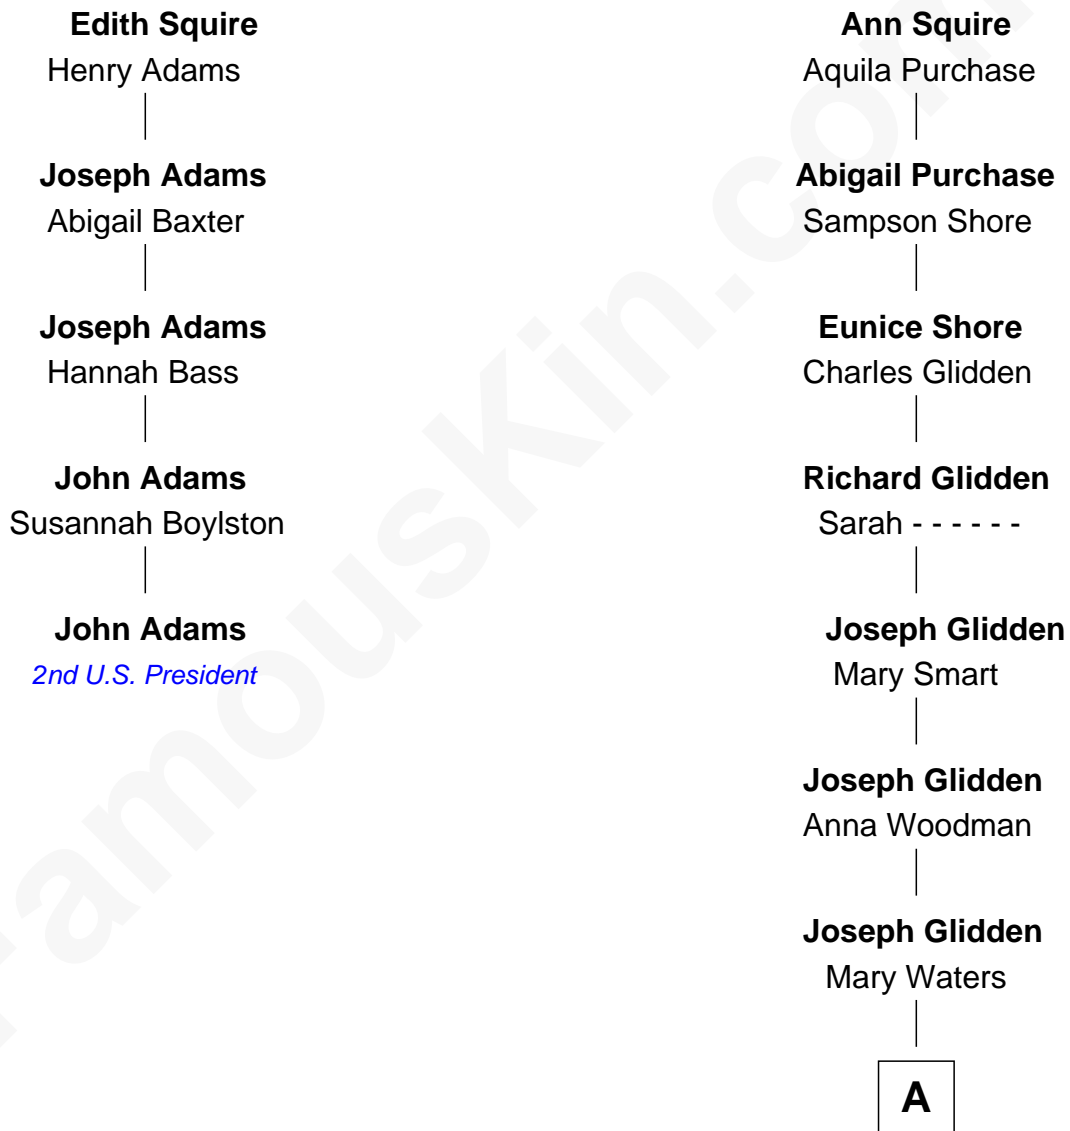 Edith Squire
Henry Adams
Joseph Adams
Abigail Baxter
Joseph Adams
Hannah Bass
John Adams
Susannah Boylston
John Adams
2nd U.S. President
Ann Squire
Aquila Purchase
Abigail Purchase
Sampson Shore
Eunice Shore
Charles Glidden
Richard Glidden
Sarah - - - - - -
Joseph Glidden
Mary Smart
Joseph Glidden
Anna Woodman
Joseph Glidden
Mary Waters
A
FamousKin.com